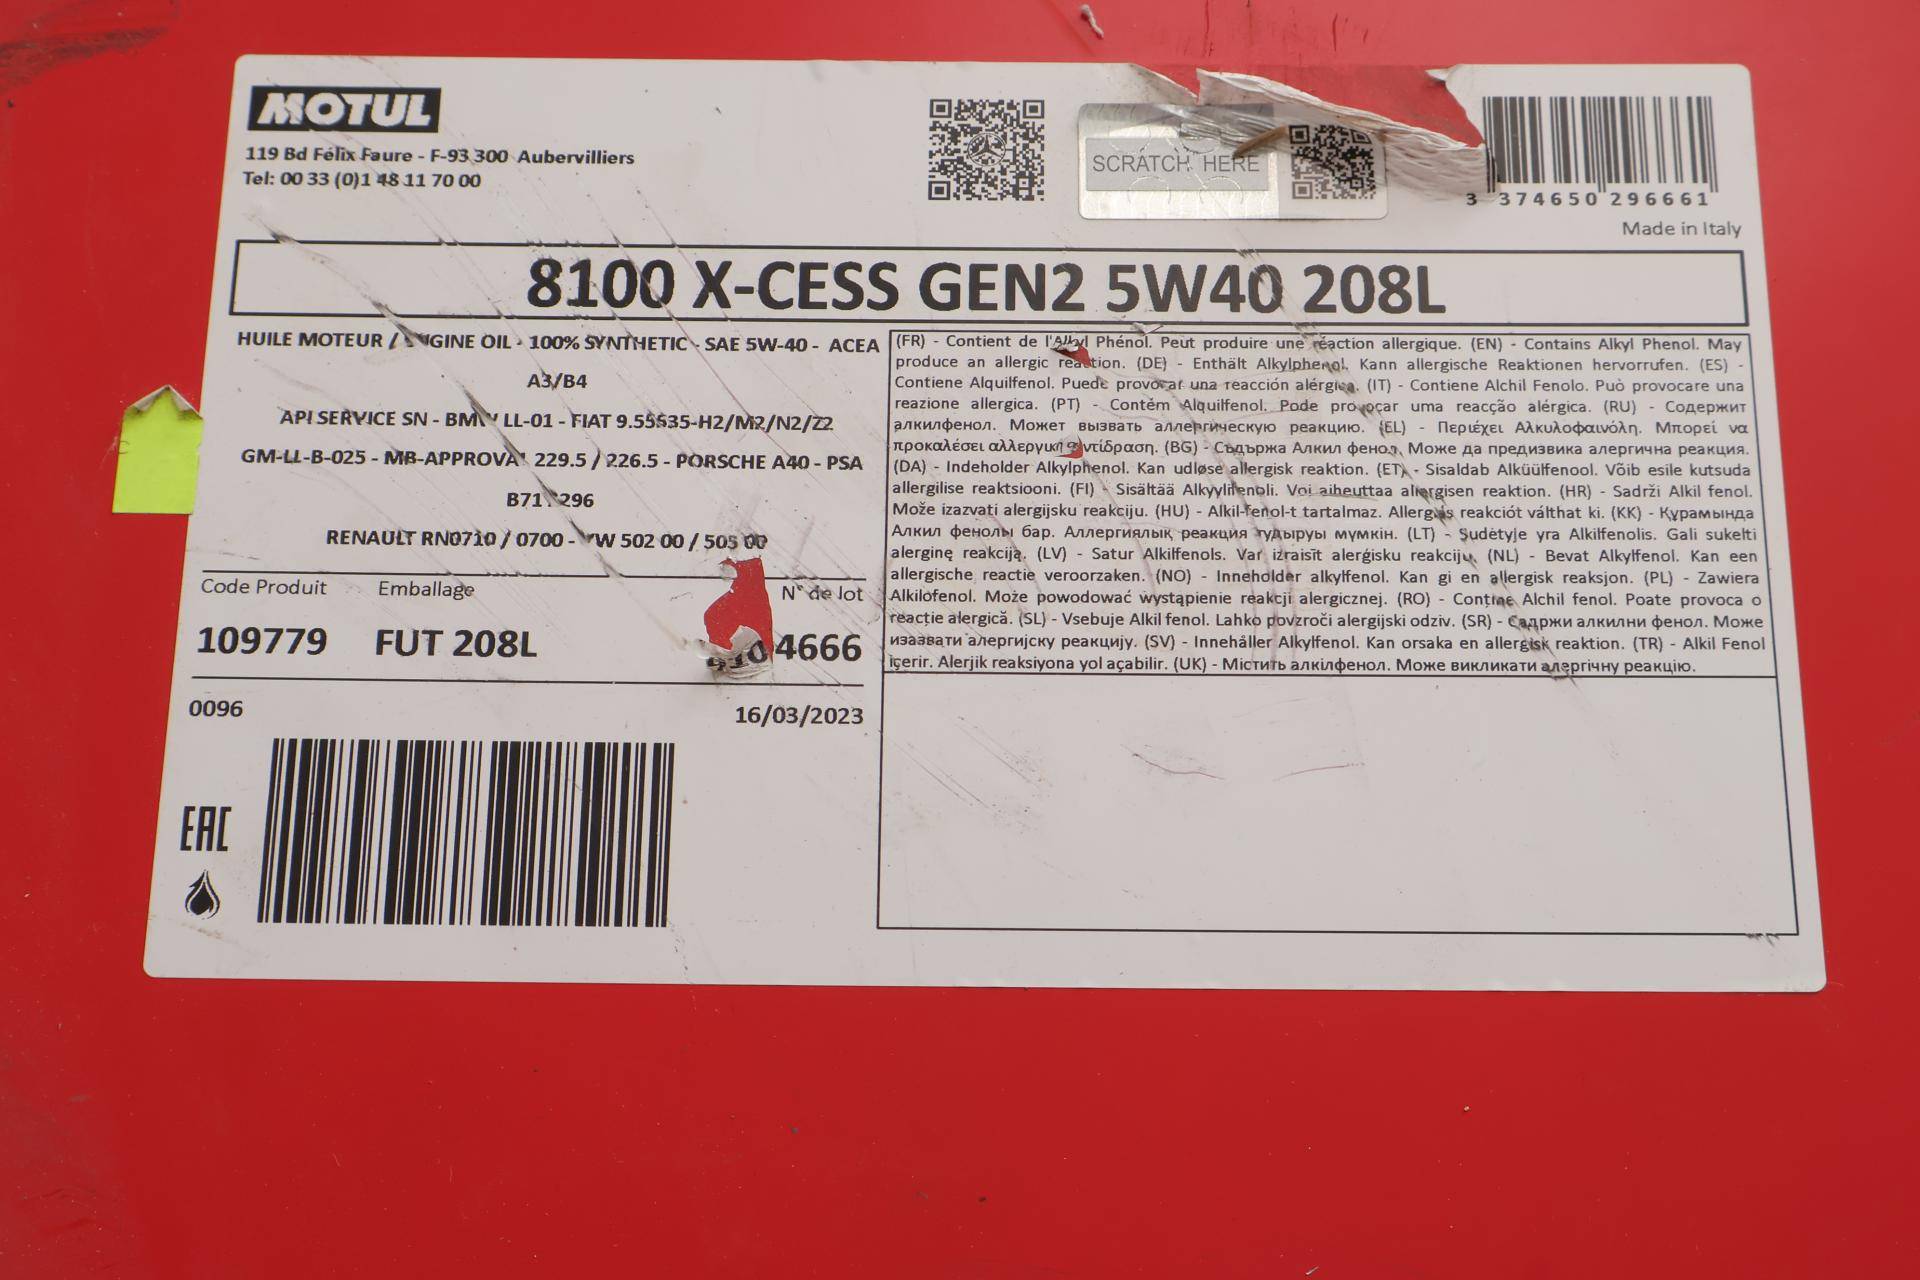 MOTUL
119 Bd Félix Faure - F-93 300 Aubervilliers
Tel: 00 33 (0)1 48 11 70 00
SCRATCH HERE
3 374650 296661
Made in Italy
8100 X-CESS GEN2 5W40 208L
HUILE MOTEUR / ENGINE OIL - 100% SYNTHETIC - SAE 5W-40 - ACEA
A3/B4
API SERVICE SN - BMW LL-01 - FIAT 9.55535-H2/M2/N2/Z2
GM-LL-B-025 - MB-APPROVAL 229.5 / 226.5 - PORSCHE A40 - PSA
B71 2296
RENAULT RN0710 / 0700 - VW 502 00 / 505 00
Code Produit Emballage N° de lot
109779 FUT 208L 4666
0096 16/03/2023
EAC
(FR) - Contient de l'Alkyl Phénol. Peut produire une réaction allergique. (EN) - Contains Alkyl Phenol. May
produce an allergic reaction. (DE) - Enthält Alkylphenol. Kann allergische Reaktionen hervorrufen. (ES) -
Contiene Alquilfenol. Puede provocar una reacción alérgica. (IT) - Contiene Alchil Fenolo. Può provocare una
reazione allergica. (PT) - Contém Alquilfenol. Pode provocar uma reacção alérgica. (RU) - Содержит
алкилфенол. Может вызвать аллергическую реакцию. (EL) - Περιέχει Αλκυλοφαινόλη. Μπορεί να
προκαλέσει αλλεργική αντίδραση. (BG) - Съдържа Алкил фенол. Може да предизвика алергична реакция.
(DA) - Indeholder Alkylphenol. Kan udløse allergisk reaktion. (ET) - Sisaldab Alküülfenool. Võib esile kutsuda
allergilise reaktsiooni. (FI) - Sisältää Alkyylifenoli. Voi aiheuttaa allergisen reaktion. (HR) - Sadrži Alkil fenol.
Može izazvati alergijsku reakciju. (HU) - Alkil-fenol-t tartalmaz. Allergiás reakciót válthat ki. (KK) - Құрамында
Алкил фенолы бар. Аллергиялық реакция тудыруы мүмкін. (LT) - Sudėtyje yra Alkilfenolis. Gali sukelti
alerginę reakciją. (LV) - Satur Alkilfenols. Var izraisīt alerģisku reakciju. (NL) - Bevat Alkylfenol. Kan een
allergische reactie veroorzaken. (NO) - Inneholder alkylfenol. Kan gi en allergisk reaksjon. (PL) - Zawiera
Alkilofenol. Może powodować wystąpienie reakcji alergicznej. (RO) - Conține Alchil fenol. Poate provoca o
reacție alergică. (SL) - Vsebuje Alkil fenol. Lahko povzroči alergijski odziv. (SR) - Садржи алкилни фенол. Може
изазвати алергијску реакцију. (SV) - Innehåller Alkylfenol. Kan orsaka en allergisk reaktion. (TR) - Alkil Fenol
içerir. Alerjik reaksiyona yol açabilir. (UK) - Містить алкілфенол. Може викликати алергічну реакцію.